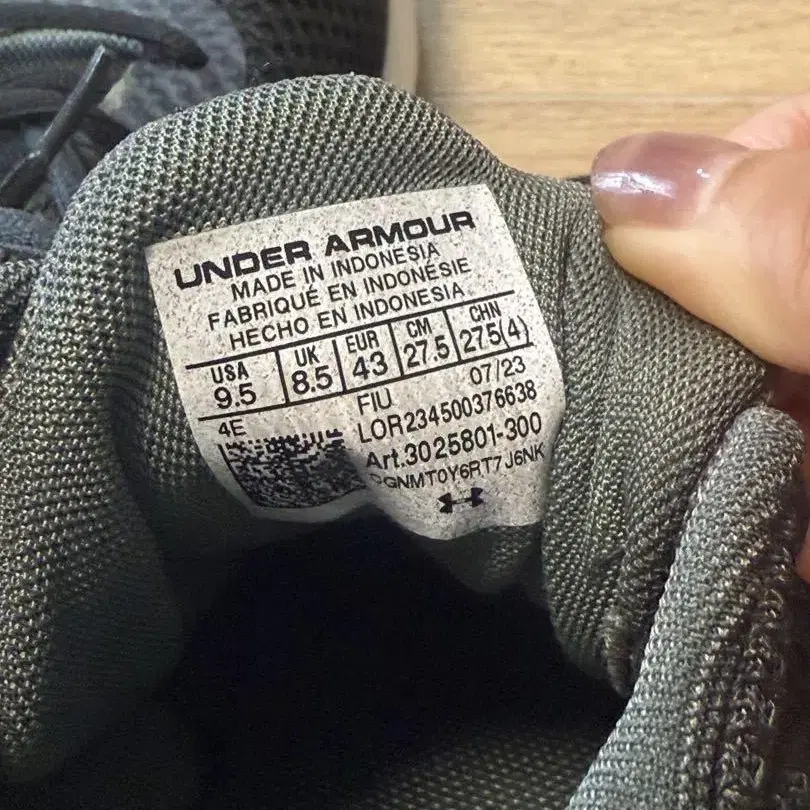 UNDER ARMOUR
MADE IN INDONESIA
FABRIQUÉ EN INDONÉSIE
HECHO EN INDONESIA
USA UK EUR CM CHN
9.5 8.5 43 27.5 275(4)
07/23
4E FIU
LOR234500376638
Art.3025801-300
GNMT0Y6RT7J6NK